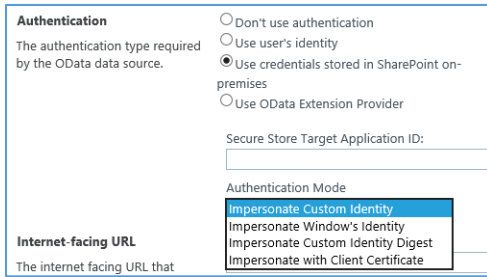 Authentication
The authentication type required
by the OData data source.
Don't use authentication
Use user's identity
Use credentials stored in SharePoint on-
premises
Use OData Extension Provider
Secure Store Target Application ID:
Authentication Mode
Impersonate Custom Identity
Impersonate Window's Identity
Impersonate Custom Identity Digest
Impersonate with Client Certificate
Internet-facing URL
The internet facing URL that